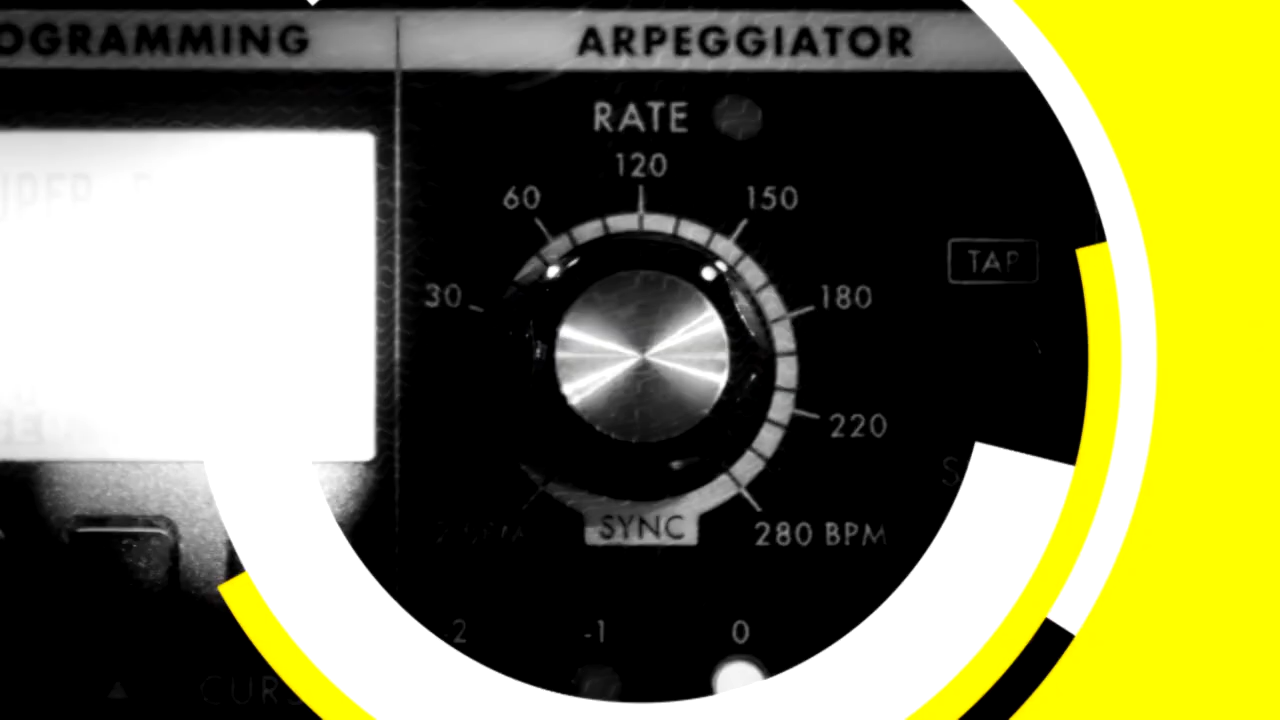 OGRAMMING
ARPEGGIATOR
RATE
120
60
150
30
180
TAP
220
SYNC
280 BPM
-2
-1
0
CURS